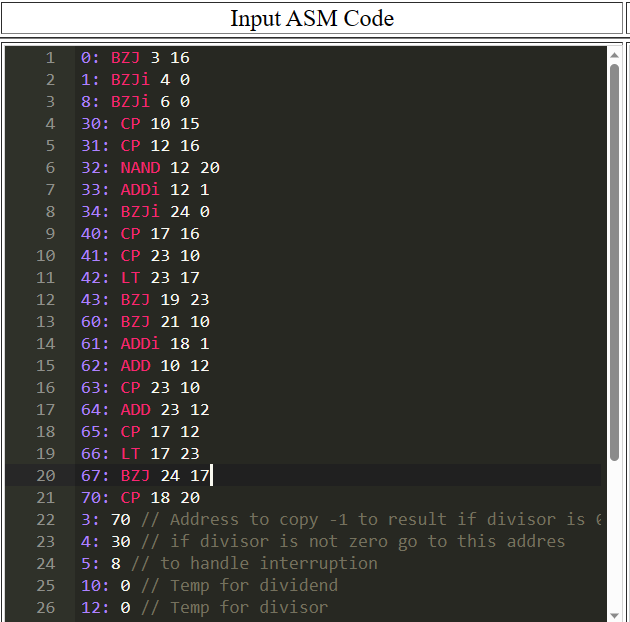 Input ASM Code
1 0: BZJ 3 16
2 1: BZJi 4 0
3 8: BZJi 6 0
4 30: CP 10 15
5 31: CP 12 16
6 32: NAND 12 20
7 33: ADDi 12 1
8 34: BZJi 24 0
9 40: CP 17 16
10 41: CP 23 10
11 42: LT 23 17
12 43: BZJ 19 23
13 60: BZJ 21 10
14 61: ADDi 18 1
15 62: ADD 10 12
16 63: CP 23 10
17 64: ADD 23 12
18 65: CP 17 12
19 66: LT 17 23
20 67: BZJ 24 17
21 70: CP 18 20
22 3: 70 // Address to copy -1 to result if divisor is
23 4: 30 // if divisor is not zero go to this addres
24 5: 8 // to handle interruption
25 10: 0 // Temp for dividend
26 12: 0 // Temp for divisor